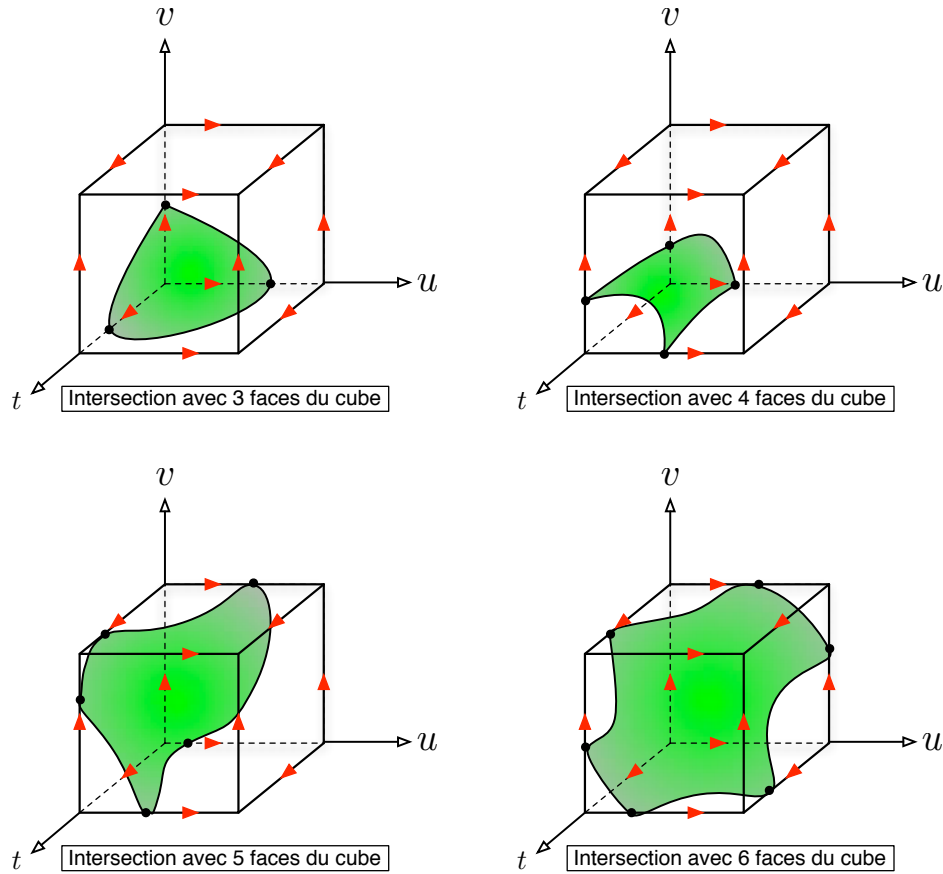 v
v
u
u
t
t
Intersection avec 3 faces du cube
Intersection avec 4 faces du cube
v
v
u
u
t
t
Intersection avec 5 faces du cube
Intersection avec 6 faces du cube